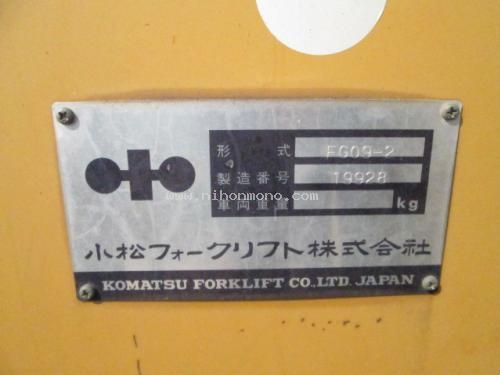 形 式 FG09-2
製造番号 19928
車両重量 kg
www.nihonmono.com
小松フォークリフト株式会社
KOMATSU FORKLIFT CO.,LTD. JAPAN